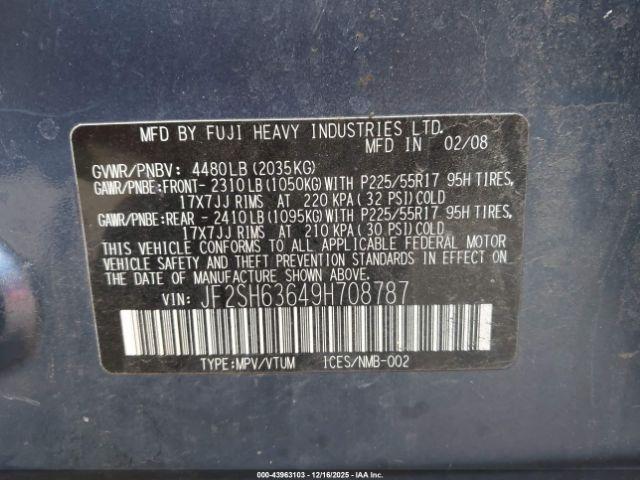 MFD BY FUJI HEAVY INDUSTRIES LTD.
MFD IN 02/08
GVWR/PNBV: 4480LB (2035KG)
GAWR/PNBE:FRONT- 2310LB (1050KG)WITH P225/55R17 95H TIRES,
17X7JJ RIMS AT 220 KPA ( 32 PSI)COLD
GAWR/PNBE:REAR - 2410LB (1095KG)WITH P225/55R17 95H TIRES,
17X7JJ RIMS AT 210 KPA ( 30 PSI)COLD
THIS VEHICLE CONFORMS TO ALL APPLICABLE FEDERAL MOTOR
VEHICLE SAFETY AND THEFT PREVENTION STANDARDS IN EFFECT ON
THE DATE OF MANUFACTURE SHOWN ABOVE.
VIN: JF2SH63649H708787
TYPE:MPV/VTUM ICES/NMB-002
000-43963103 - 12/16/2025 - IAAI, Inc.